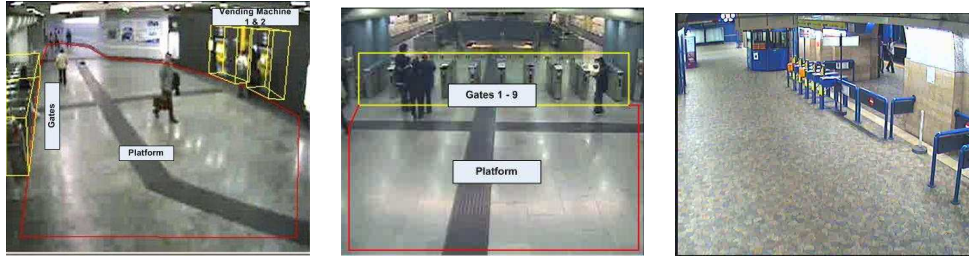 Vending Machine
1 & 2
Gates
Platform
Gates 1 - 9
Platform